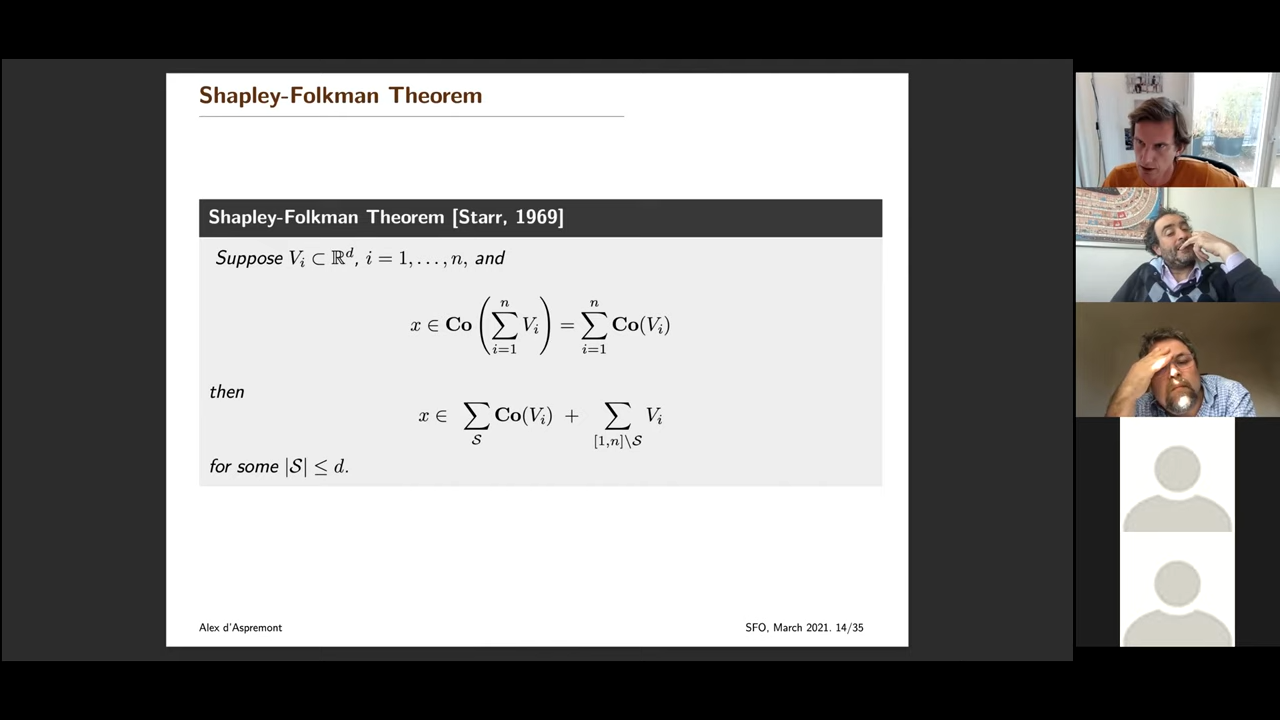 Shapley-Folkman Theorem
Shapley-Folkman Theorem [Starr, 1969]
Suppose V_i ⊂ ℝ^d, i = 1, . . . , n, and
x ∈ Co ( ∑_{i=1}^{n} V_i ) = ∑_{i=1}^{n} Co(V_i)
then
x ∈ ∑_{𝒮} Co(V_i) + ∑_{[1,n]\𝒮} V_i
for some |𝒮| ≤ d.
Alex d'Aspremont
SFO, March 2021. 14/35